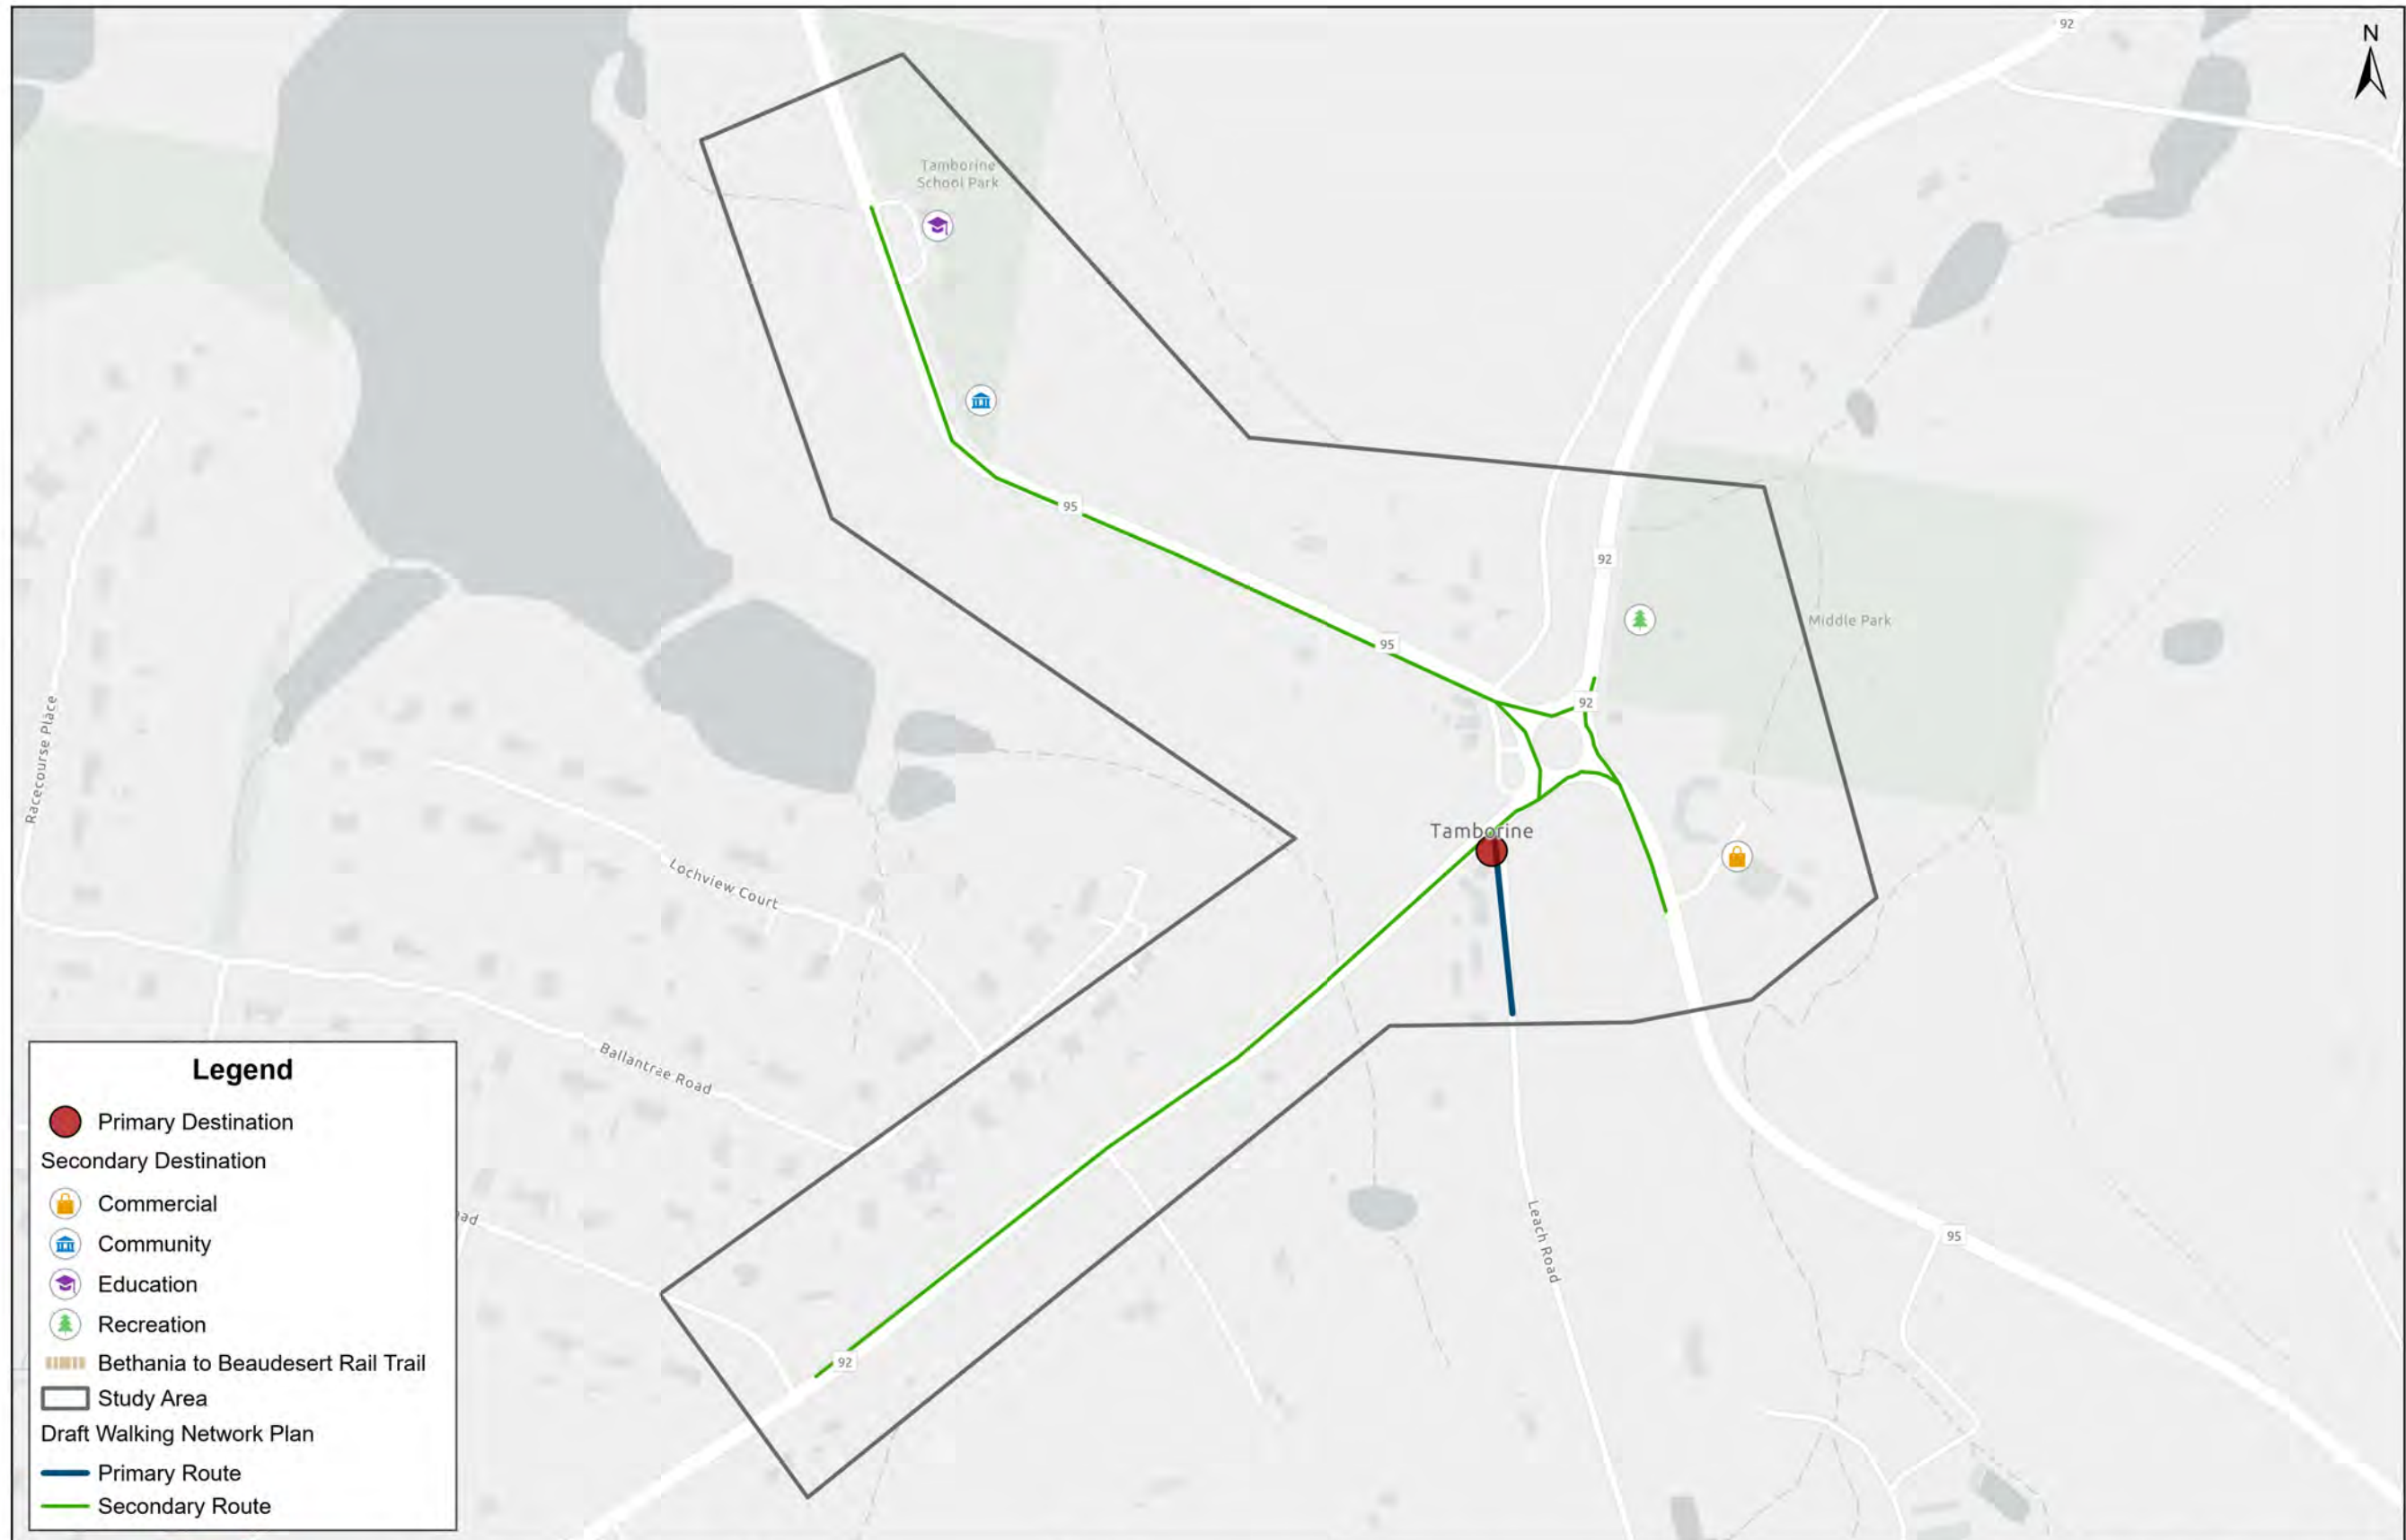 92
N
Tamborine
School Park
95
92
95
Middle Park
92
Racecourse Place
Tamborine
Lochview Court
Ballantrae Road
oad
Leach Road
95
92
Legend
Primary Destination
Secondary Destination
Commercial
Community
Education
Recreation
Bethania to Beaudesert Rail Trail
Study Area
Draft Walking Network Plan
Primary Route
Secondary Route